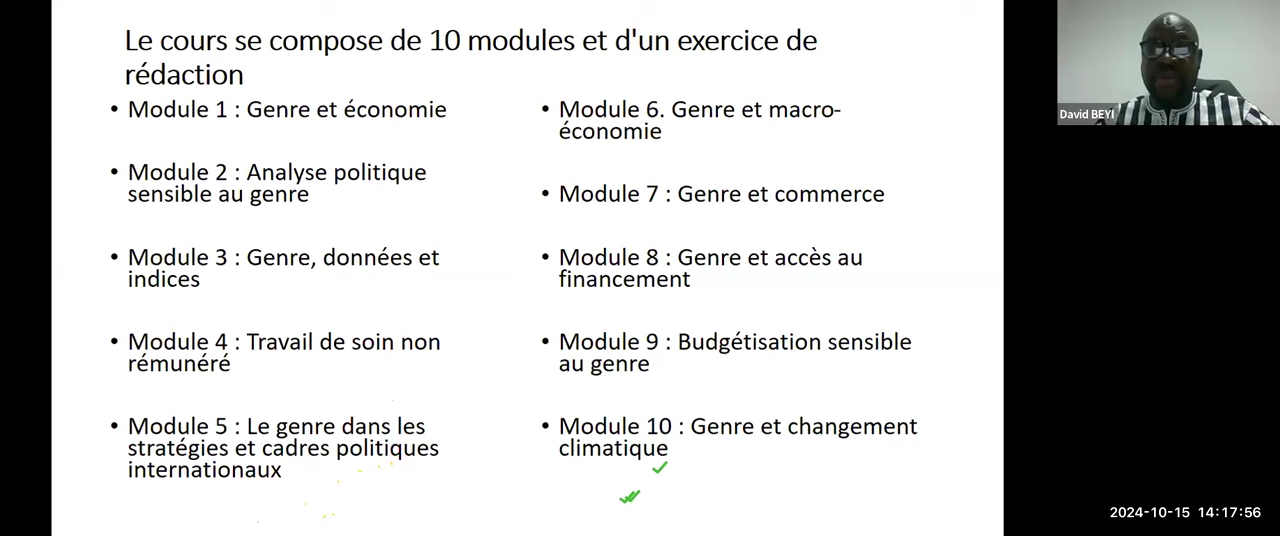 Le cours se compose de 10 modules et d'un exercice de
rédaction
• Module 1 : Genre et économie
• Module 2 : Analyse politique
sensible au genre
• Module 3 : Genre, données et
indices
• Module 4 : Travail de soin non
rémunéré
• Module 5 : Le genre dans les
stratégies et cadres politiques
internationaux
• Module 6. Genre et macro-
économie
• Module 7 : Genre et commerce
• Module 8 : Genre et accès au
financement
• Module 9 : Budgétisation sensible
au genre
• Module 10 : Genre et changement
climatique
David BEYI
2024-10-15 14:17:56